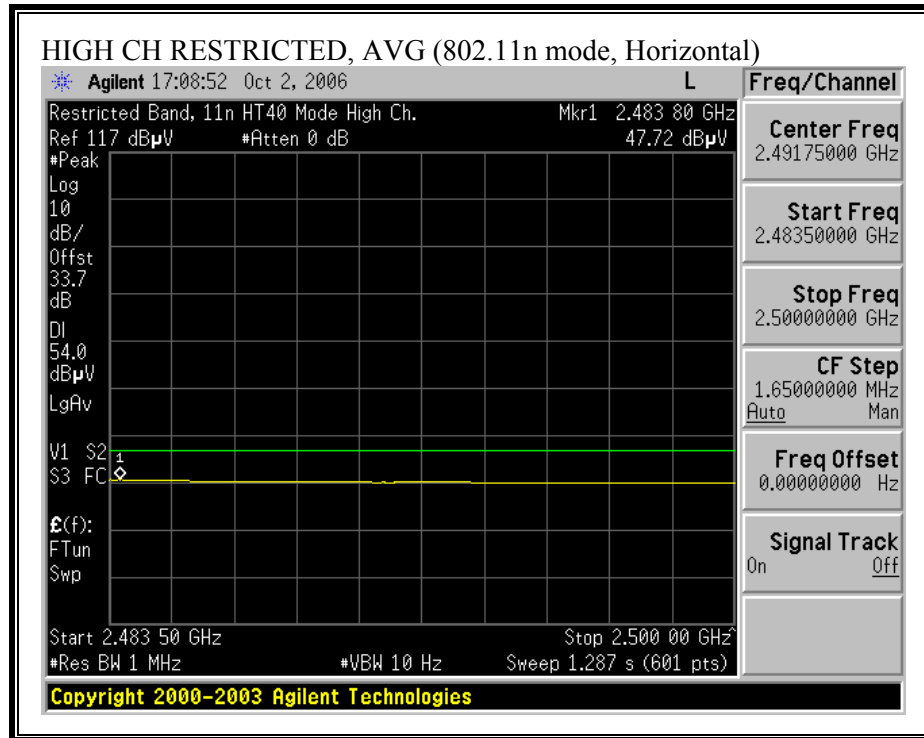 HIGH CH RESTRICTED, AVG (802.11n mode, Horizontal)
Agilent 17:08:52 Oct 2, 2006 L
Restricted Band, 11n HT40 Mode High Ch. Mkr1 2.483 80 GHz
Ref 117 dBµV #Atten 0 dB 47.72 dBµV
#Peak
Log
10
dB/
Offst
33.7
dB
DI
54.0
dBµV
LgAv
V1 S2
S3 FC
1
£(f):
FTun
Swp
Start 2.483 50 GHz Stop 2.500 00 GHz^
#Res BW 1 MHz #VBW 10 Hz Sweep 1.287 s (601 pts)
Copyright 2000-2003 Agilent Technologies
Freq/Channel
Center Freq
2.49175000 GHz
Start Freq
2.48350000 GHz
Stop Freq
2.50000000 GHz
CF Step
1.65000000 MHz
Auto Man
Freq Offset
0.00000000 Hz
Signal Track
On Off